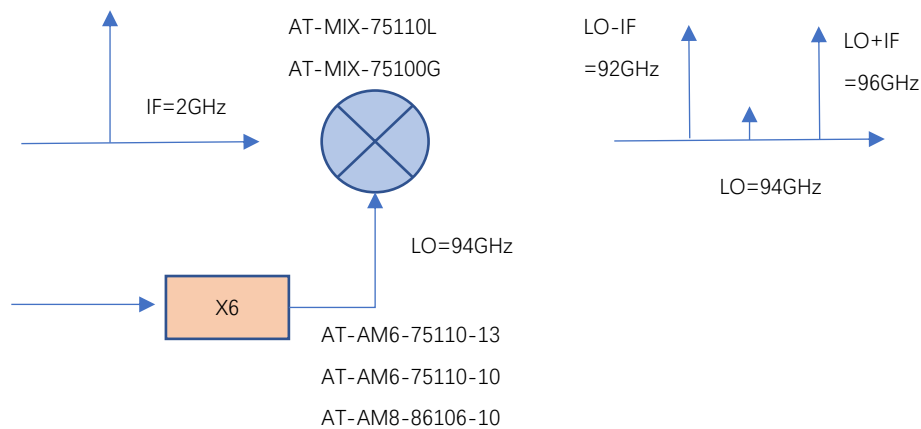 AT-MIX-75110L
AT-MIX-75100G
IF=2GHz
LO-IF
=92GHz
LO+IF
=96GHz
LO=94GHz
LO=94GHz
X6
AT-AM6-75110-13
AT-AM6-75110-10
AT-AM8-86106-10